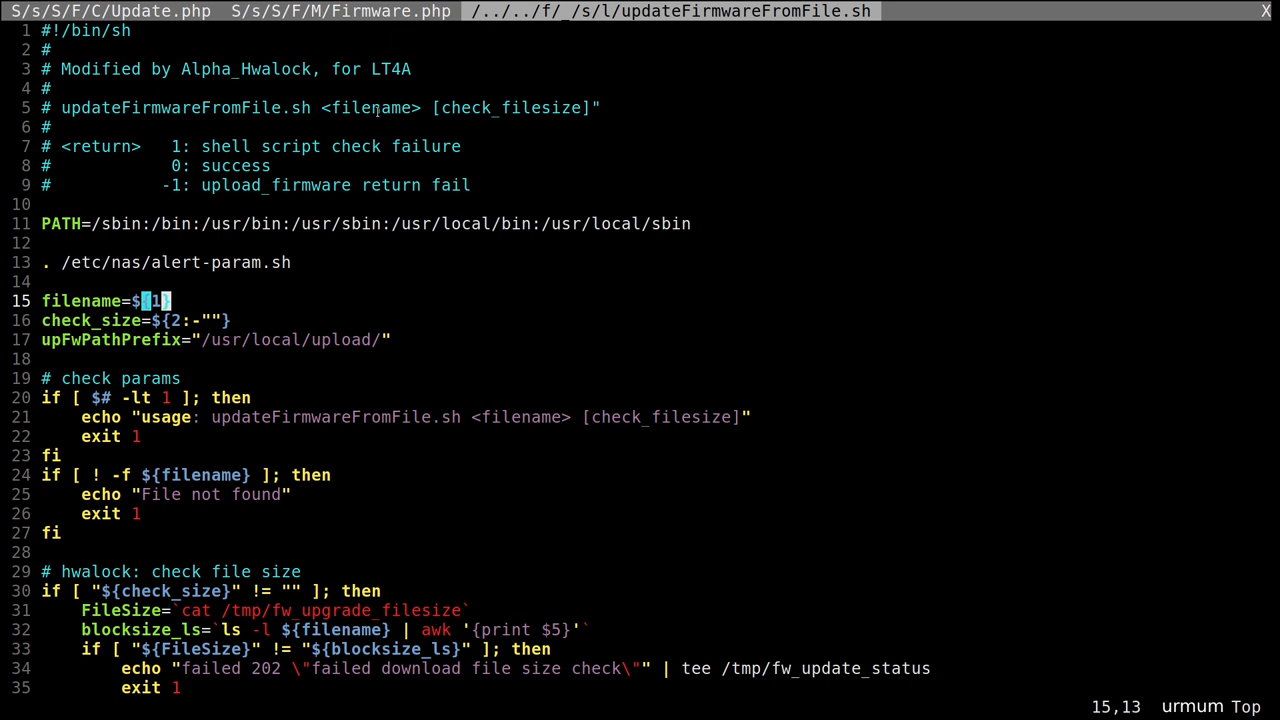 S/s/S/F/C/Update.php S/s/S/F/M/Firmware.php /../../f/_/s/l/updateFirmwareFromFile.sh X
1 #!/bin/sh
2 #
3 # Modified by Alpha_Hwalock, for LT4A
4 #
5 # updateFirmwareFromFile.sh <filename> [check_filesize]"
6 #
7 # <return>   1: shell script check failure
8 #            0: success
9 #           -1: upload_firmware return fail
10
11 PATH=/sbin:/bin:/usr/bin:/usr/sbin:/usr/local/bin:/usr/local/sbin
12
13 . /etc/nas/alert-param.sh
14
15 filename=${1}
16 check_size=${2:-""}
17 upFwPathPrefix="/usr/local/upload/"
18
19 # check params
20 if [ $# -lt 1 ]; then
21     echo "usage: updateFirmwareFromFile.sh <filename> [check_filesize]"
22     exit 1
23 fi
24 if [ ! -f ${filename} ]; then
25     echo "File not found"
26     exit 1
27 fi
28
29 # hwalock: check file size
30 if [ "${check_size}" != "" ]; then
31     FileSize=`cat /tmp/fw_upgrade_filesize`
32     blocksize_ls=`ls -l ${filename} | awk '{print $5}'`
33     if [ "${FileSize}" != "${blocksize_ls}" ]; then
34         echo "failed 202 \"failed download file size check\"" | tee /tmp/fw_update_status
35         exit 1
15,13 urmum Top